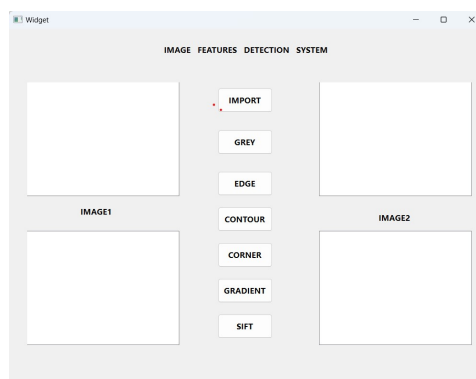 Widget
IMAGE FEATURES DETECTION SYSTEM
IMPORT
GREY
EDGE
IMAGE1
CONTOUR
IMAGE2
CORNER
GRADIENT
SIFT